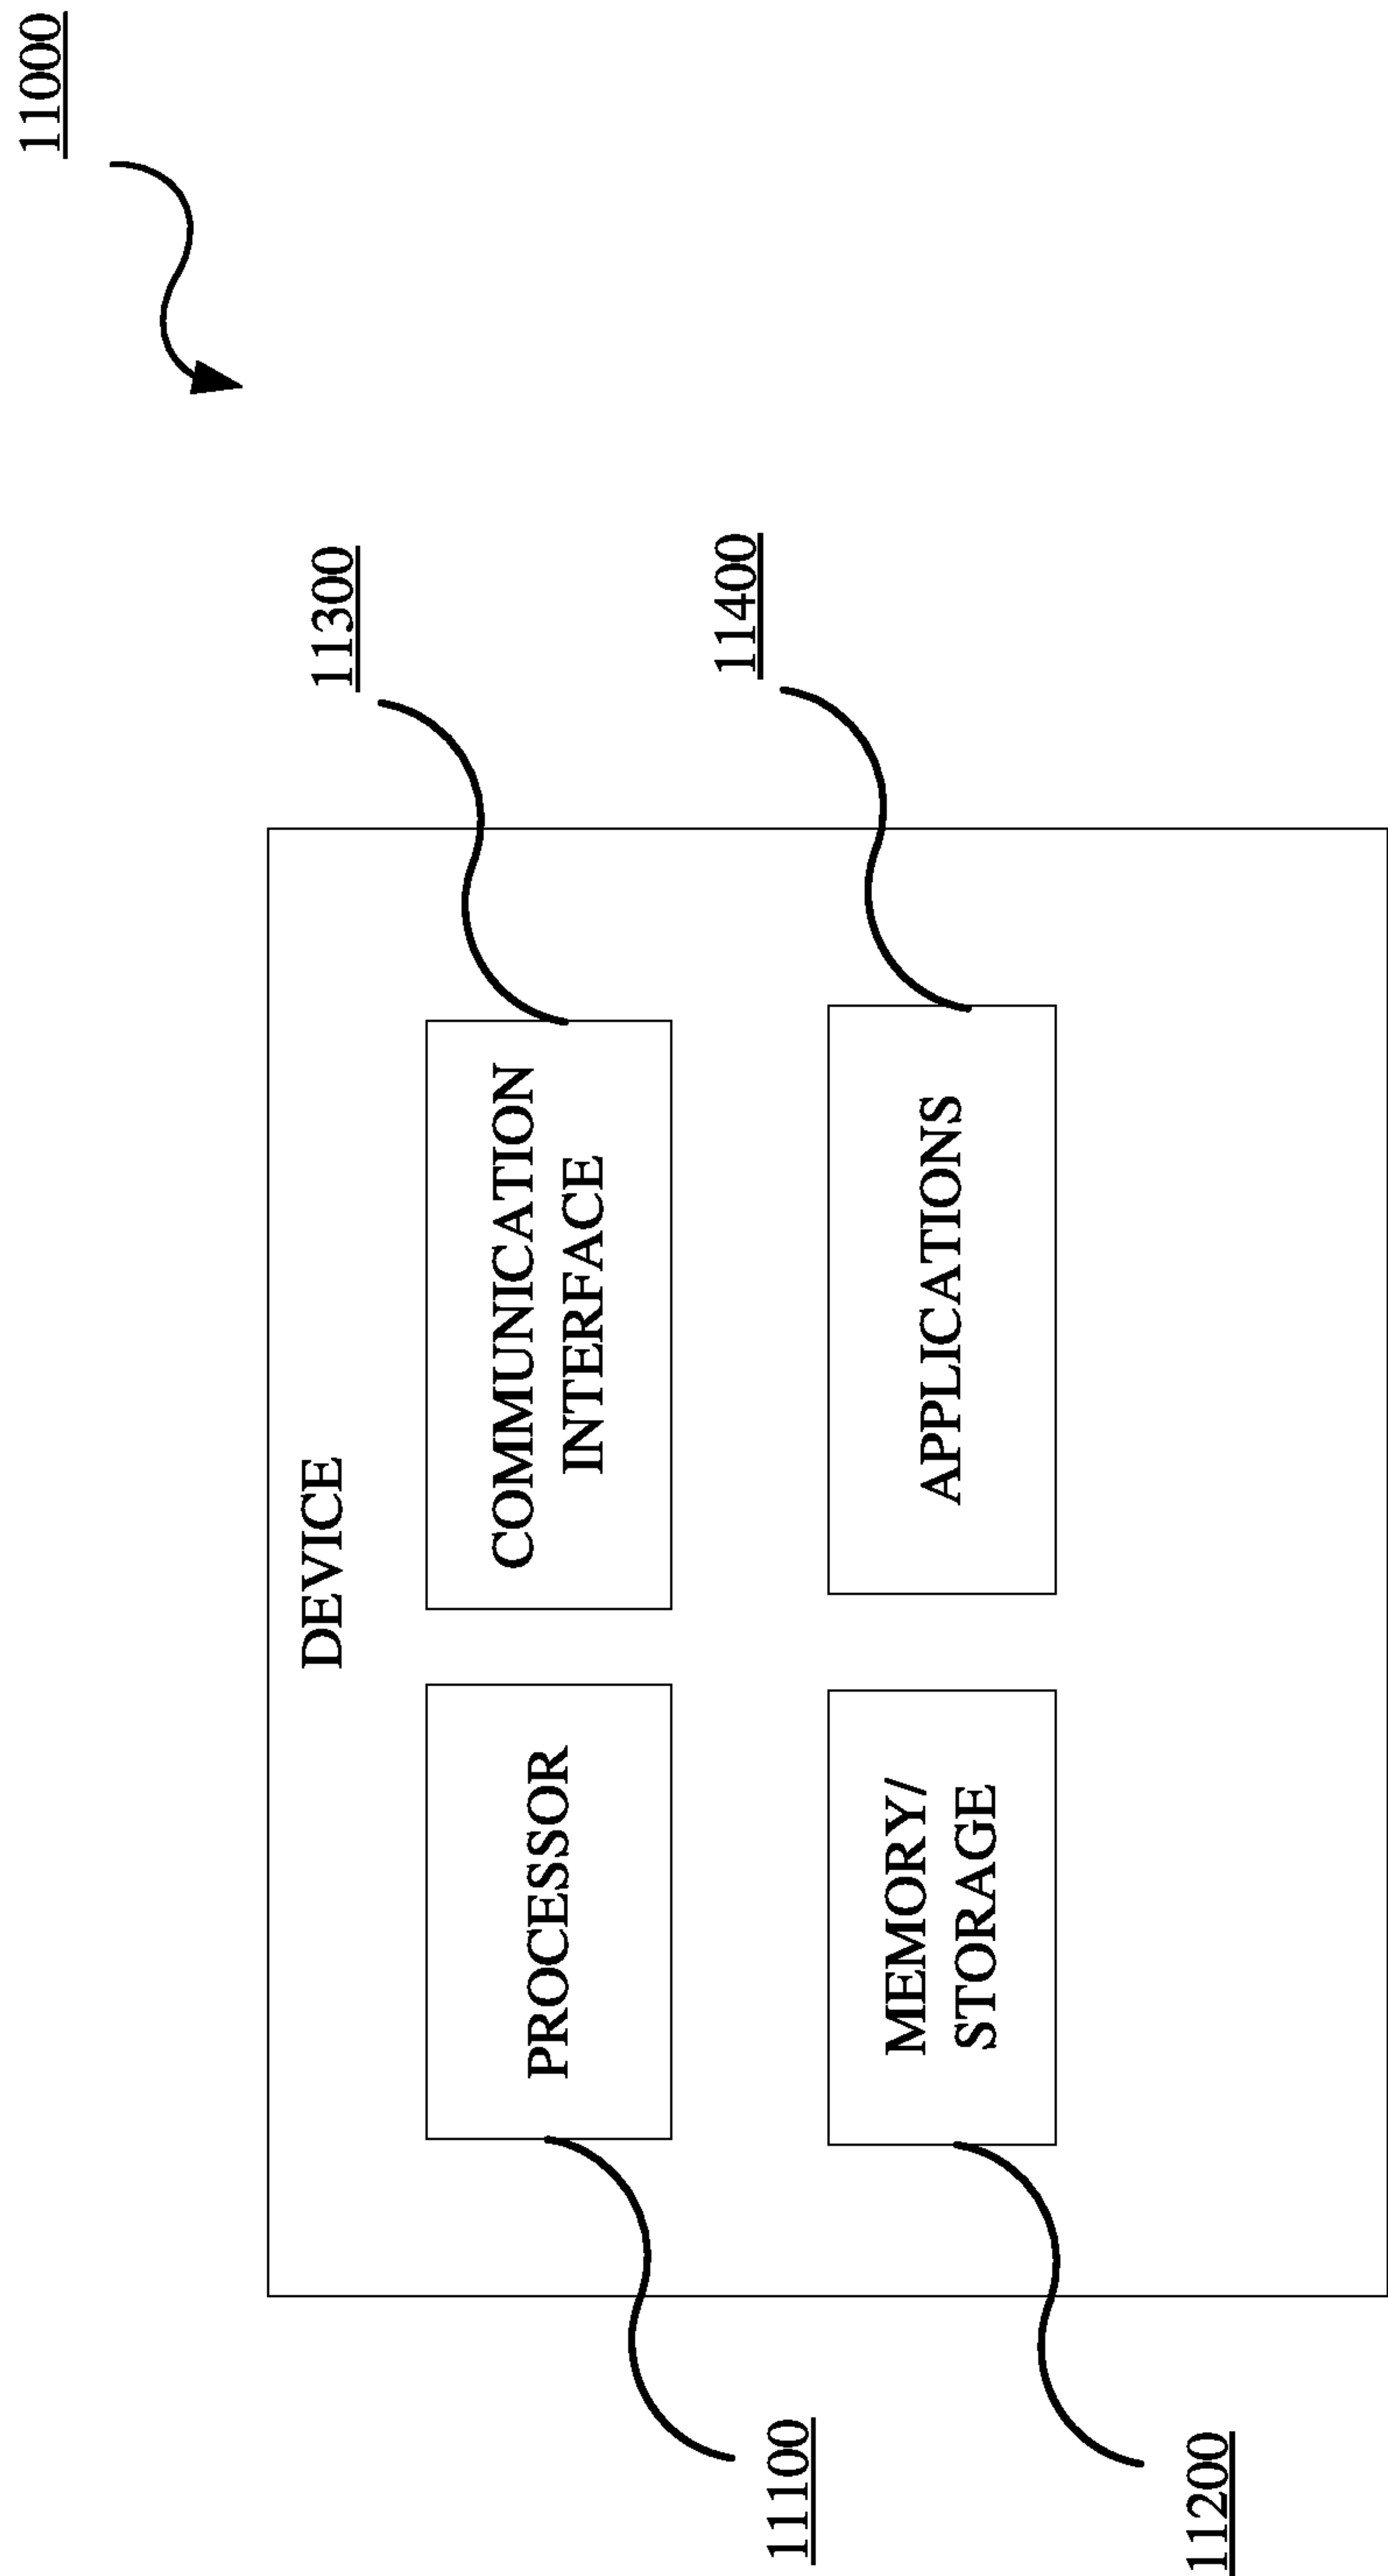 11000
DEVICE
11300
PROCESSOR
COMMUNICATION
INTERFACE
11400
MEMORY/
STORAGE
APPLICATIONS
11100
11200